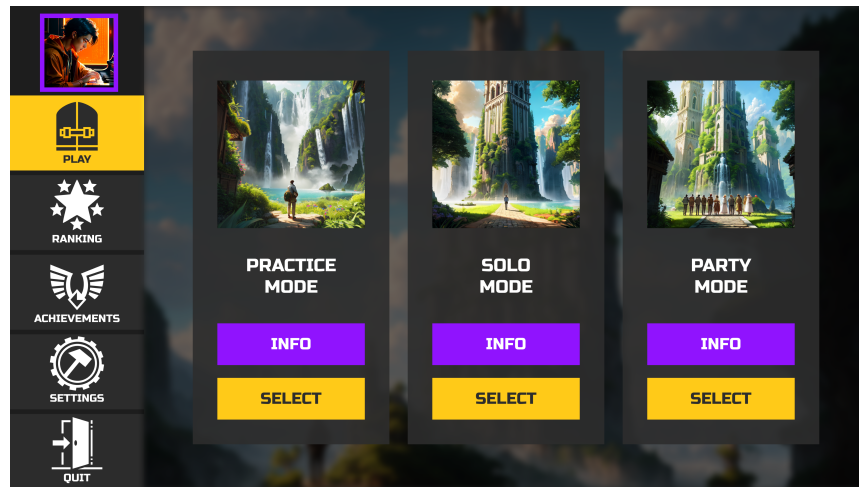 PLAY
RANKING
ACHIEVEMENTS
SETTINGS
QUIT
PRACTICE
MODE
INFO
SELECT
SOLO
MODE
INFO
SELECT
PARTY
MODE
INFO
SELECT